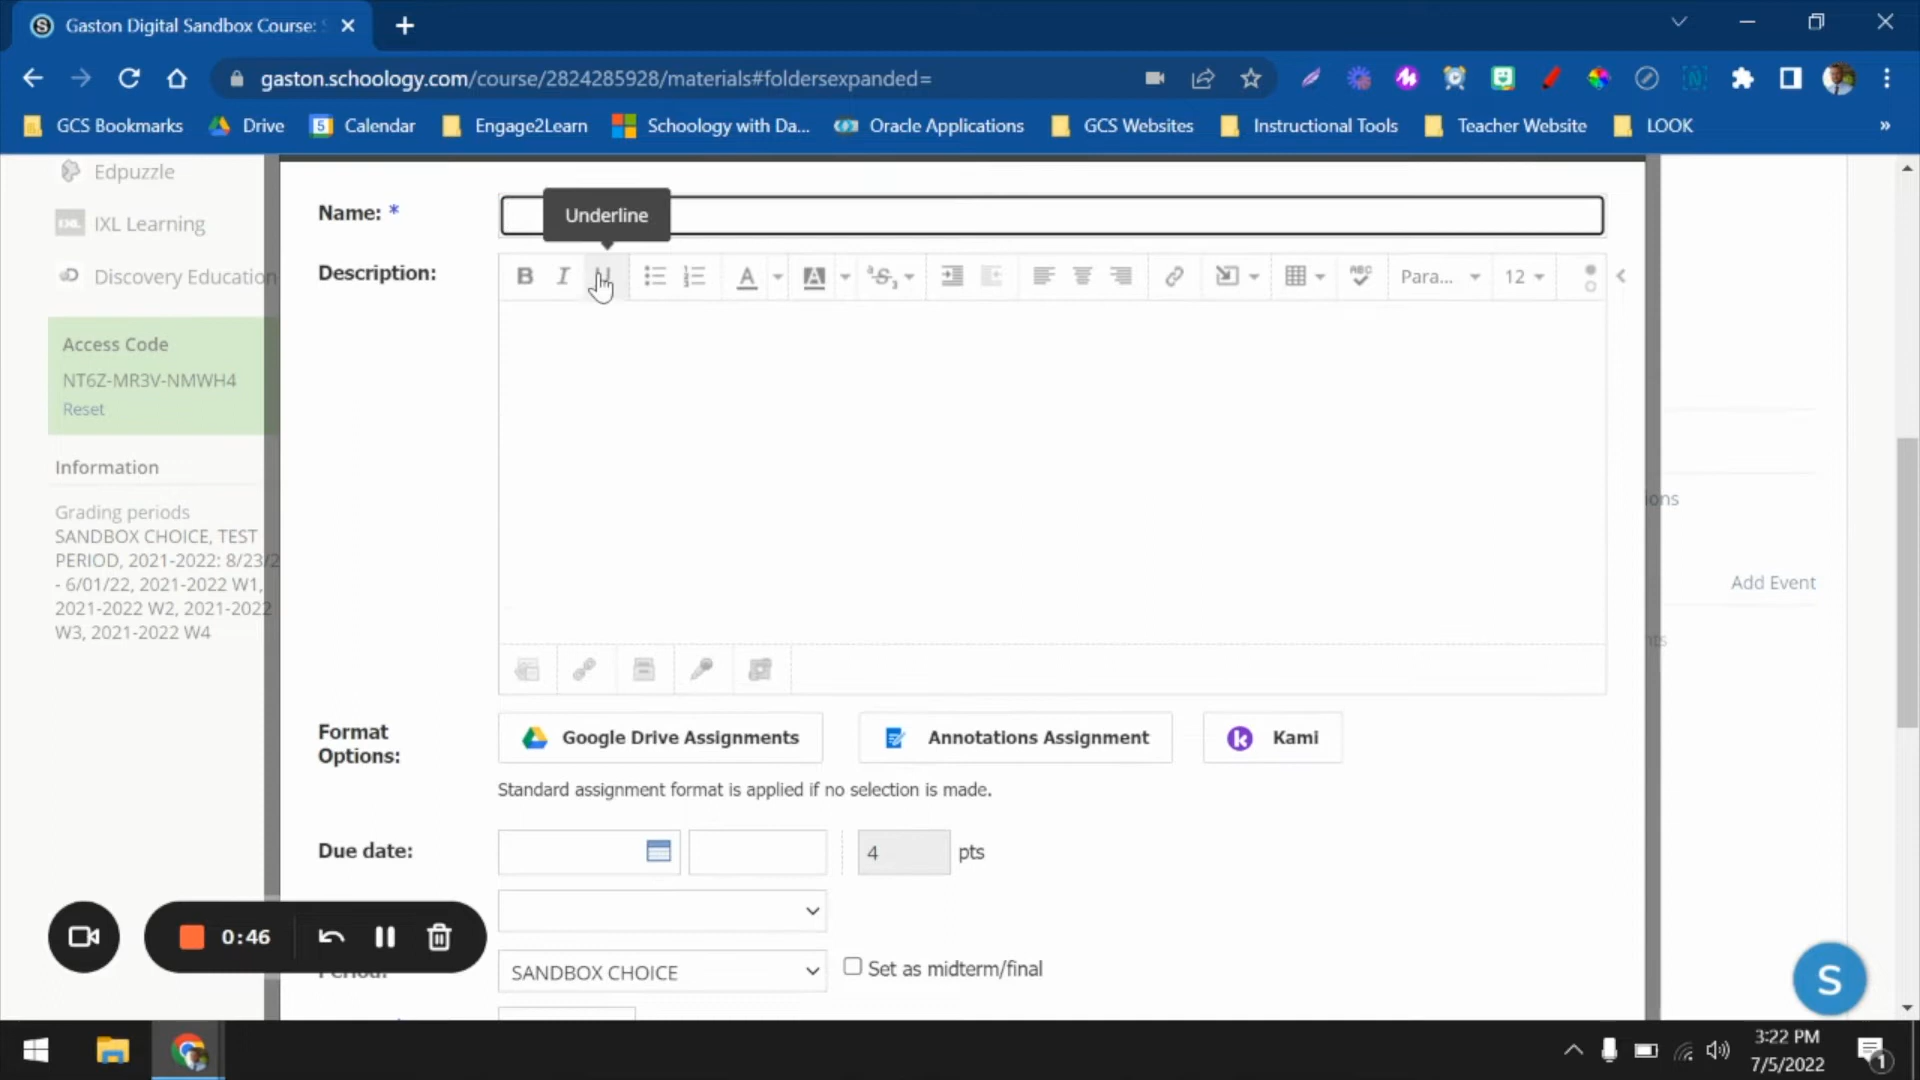 Gaston Digital Sandbox Course:
gaston.schoology.com/course/2824285928/materials#foldersexpanded=
GCS Bookmarks Drive 5 Calendar Engage2Learn Schoology with Da... Oracle Applications GCS Websites Instructional Tools Teacher Website LOOK »
Edpuzzle
IXL Learning
Discovery Education
Access Code
NT6Z-MR3V-NMWH4
Reset
Information
Grading periods
SANDBOX CHOICE, TEST
PERIOD, 2021-2022: 8/23/2
- 6/01/22, 2021-2022 W1,
2021-2022 W2, 2021-2022
W3, 2021-2022 W4
Name: *
Underline
Description:
B I U A A S Para... 12
ABC
Format
Options:
Google Drive Assignments Annotations Assignment Kami
Standard assignment format is applied if no selection is made.
Due date:
4 pts
Period:
SANDBOX CHOICE
Set as midterm/final
Add Event
0:46
S
3:22 PM
7/5/2022
1